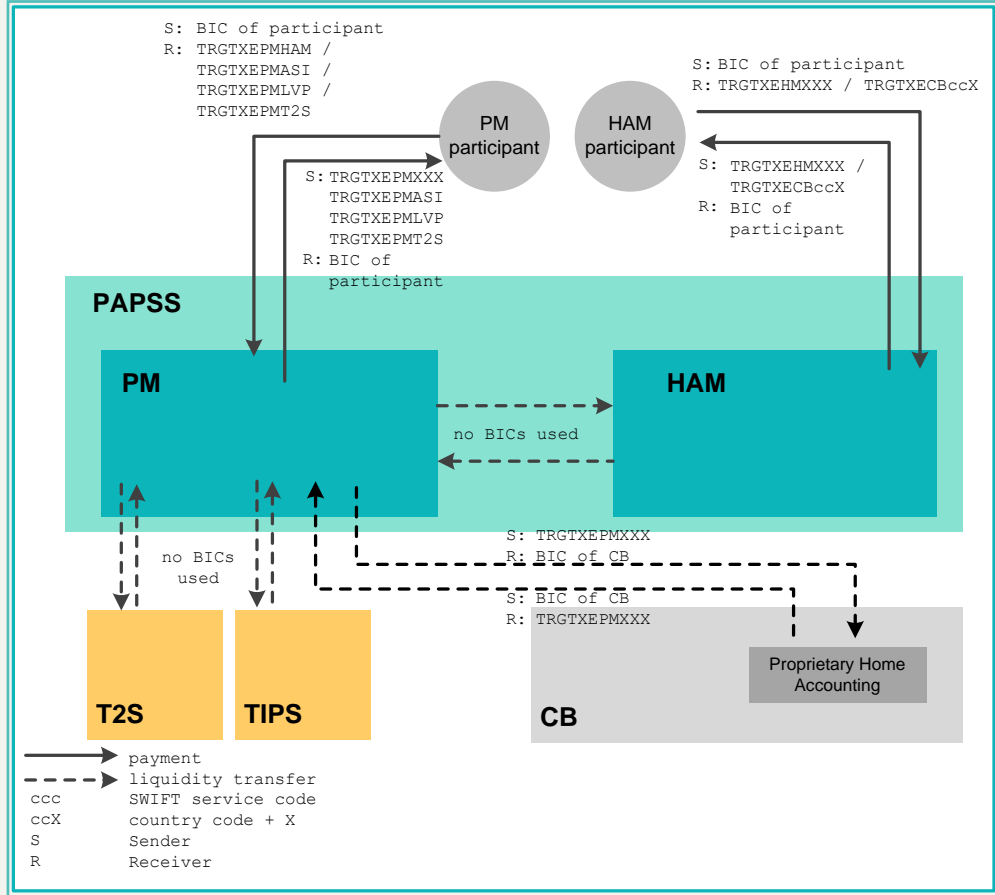 S: BIC of participant
R: TRGTXEPMHAM /
TRGTXEPMASI /
TRGTXEPMLVP /
TRGTXEPMT2S
S: BIC of participant
R: TRGTXEHMXXX / TRGTXECBccX
PM
participant
HAM
participant
S: TRGTXEPMXXX
TRGTXEPMASI
TRGTXEPMLVP
TRGTXEPMT2S
R: BIC of
participant
S: TRGTXEHMXXX /
TRGTXECBccX
R: BIC of
participant
PAPSS
PM
HAM
no BICs used
no BICs
used
S: TRGTXEPMXXX
R: BIC of CB
S: BIC of CB
R: TRGTXEPMXXX
T2S
TIPS
Proprietary Home
Accounting
CB
payment
liquidity transfer
ccc SWIFT service code
ccX country code + X
S Sender
R Receiver